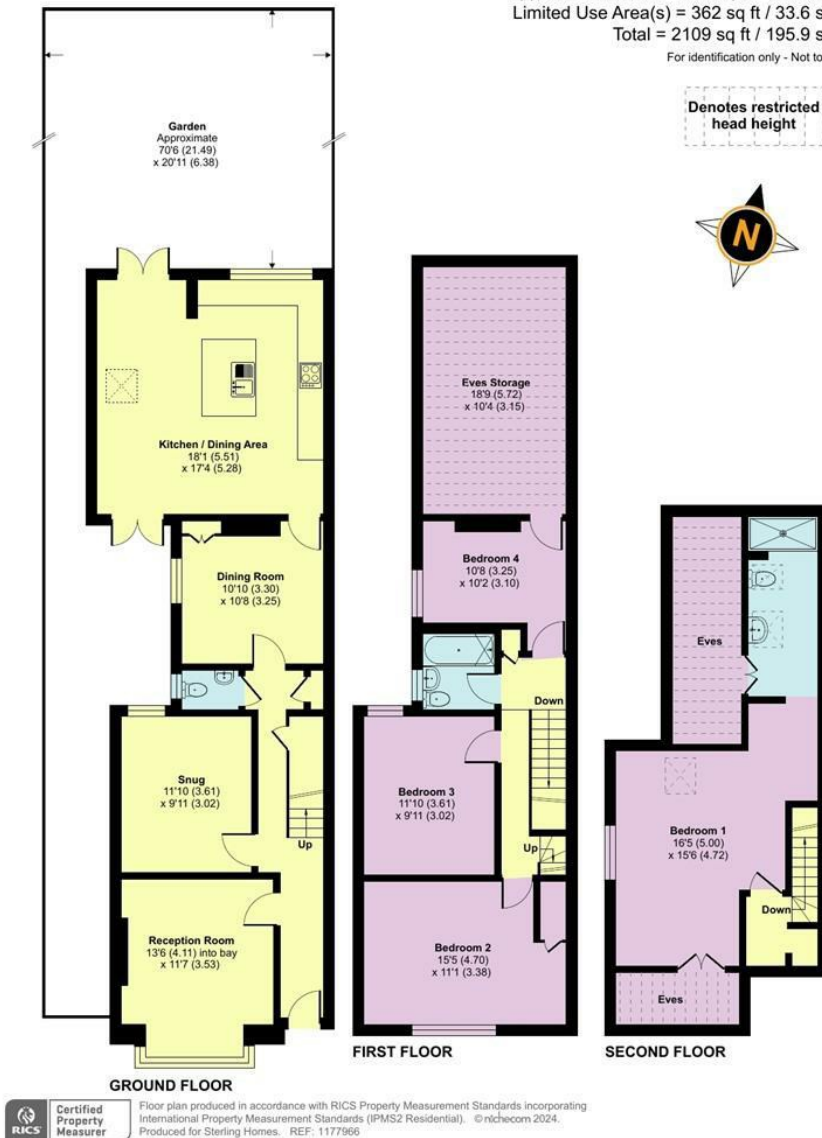 Limited Use Area(s) = 362 sq ft / 33.6 s
Total = 2109 sq ft / 195.9 s
For identification only - Not to
Denotes restricted
head height
N
Garden
Approximate
70'6 (21.49)
x 20'11 (6.38)
Kitchen / Dining Area
18'1 (5.51)
x 17'4 (5.28)
Dining Room
10'10 (3.30)
x 10'8 (3.25)
Snug
11'10 (3.61)
x 9'11 (3.02)
Up
Reception Room
13'6 (4.11) into bay
x 11'7 (3.53)
GROUND FLOOR
Eves Storage
18'9 (5.72)
x 10'4 (3.15)
Bedroom 4
10'8 (3.25)
x 10'2 (3.10)
Down
Bedroom 3
11'10 (3.61)
x 9'11 (3.02)
Up
Bedroom 2
15'5 (4.70)
x 11'1 (3.38)
FIRST FLOOR
Eves
Bedroom 1
16'5 (5.00)
x 15'6 (4.72)
Down
Eves
SECOND FLOOR
RICS
Certified
Property
Measurer
Floor plan produced in accordance with RICS Property Measurement Standards incorporating
International Property Measurement Standards (IPMS2 Residential). © nichecom 2024.
Produced for Sterling Homes. REF: 1177966